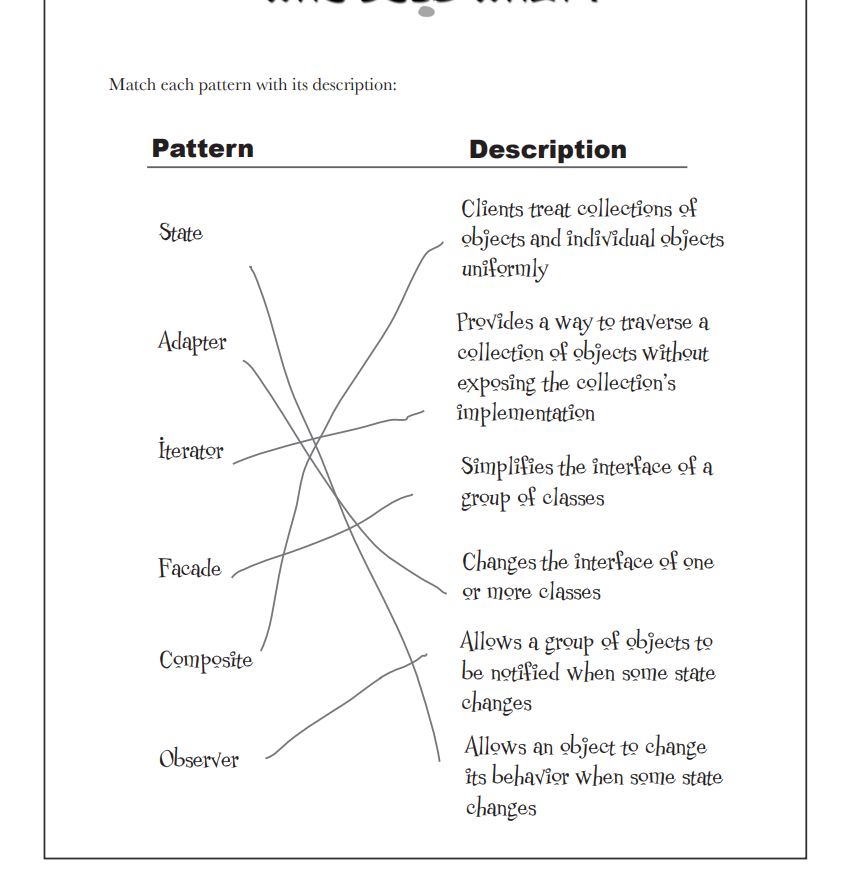 Match each pattern with its description:
Pattern Description
State
Clients treat collections of
objects and individual objects
uniformly
Adapter
Provides a way to traverse a
collection of objects without
exposing the collection's
implementation
Iterator
Simplifies the interface of a
group of classes
Facade
Changes the interface of one
or more classes
Composite
Allows a group of objects to
be notified when some state
changes
Observer
Allows an object to change
its behavior when some state
changes